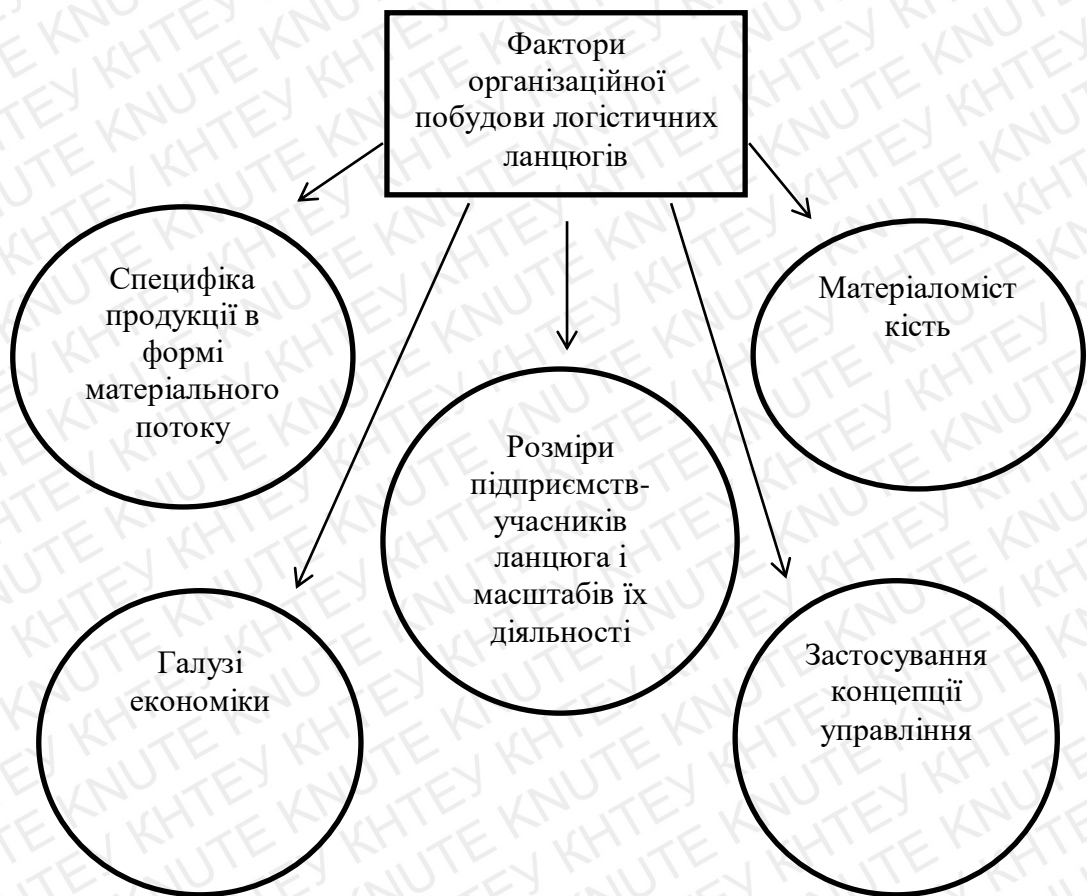 Фактори
організаційної
побудови логістичних
ланцюгів
Специфіка
продукції в
формі
матеріального
потоку
Матеріаломіст
кість
Розміри
підприємств-
учасників
ланцюга і
масштабів їх
діяльності
Галузі
економіки
Застосування
концепції
управління